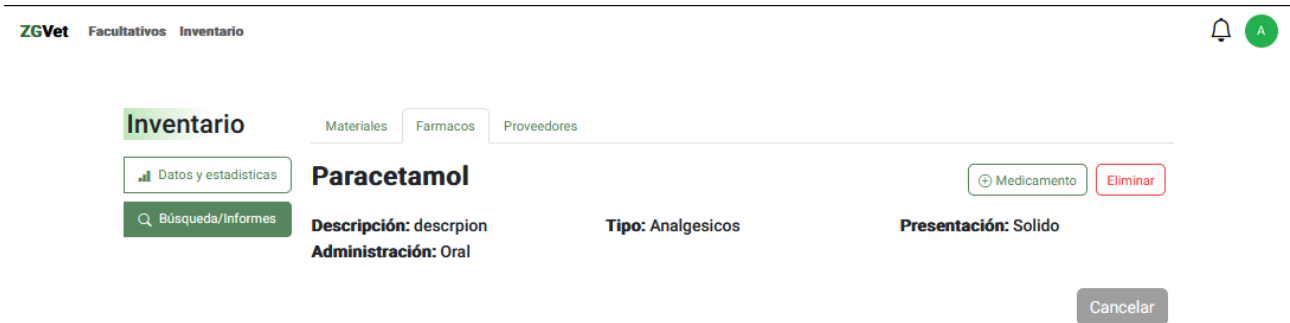 ZGVet Facultativos Inventario A
Inventario Materiales Farmacos Proveedores
Datos y estadisticas Paracetamol Medicamento Eliminar
Búsqueda/Informes Descripción: descrpion Tipo: Analgesicos Presentación: Solido
Administración: Oral
Cancelar